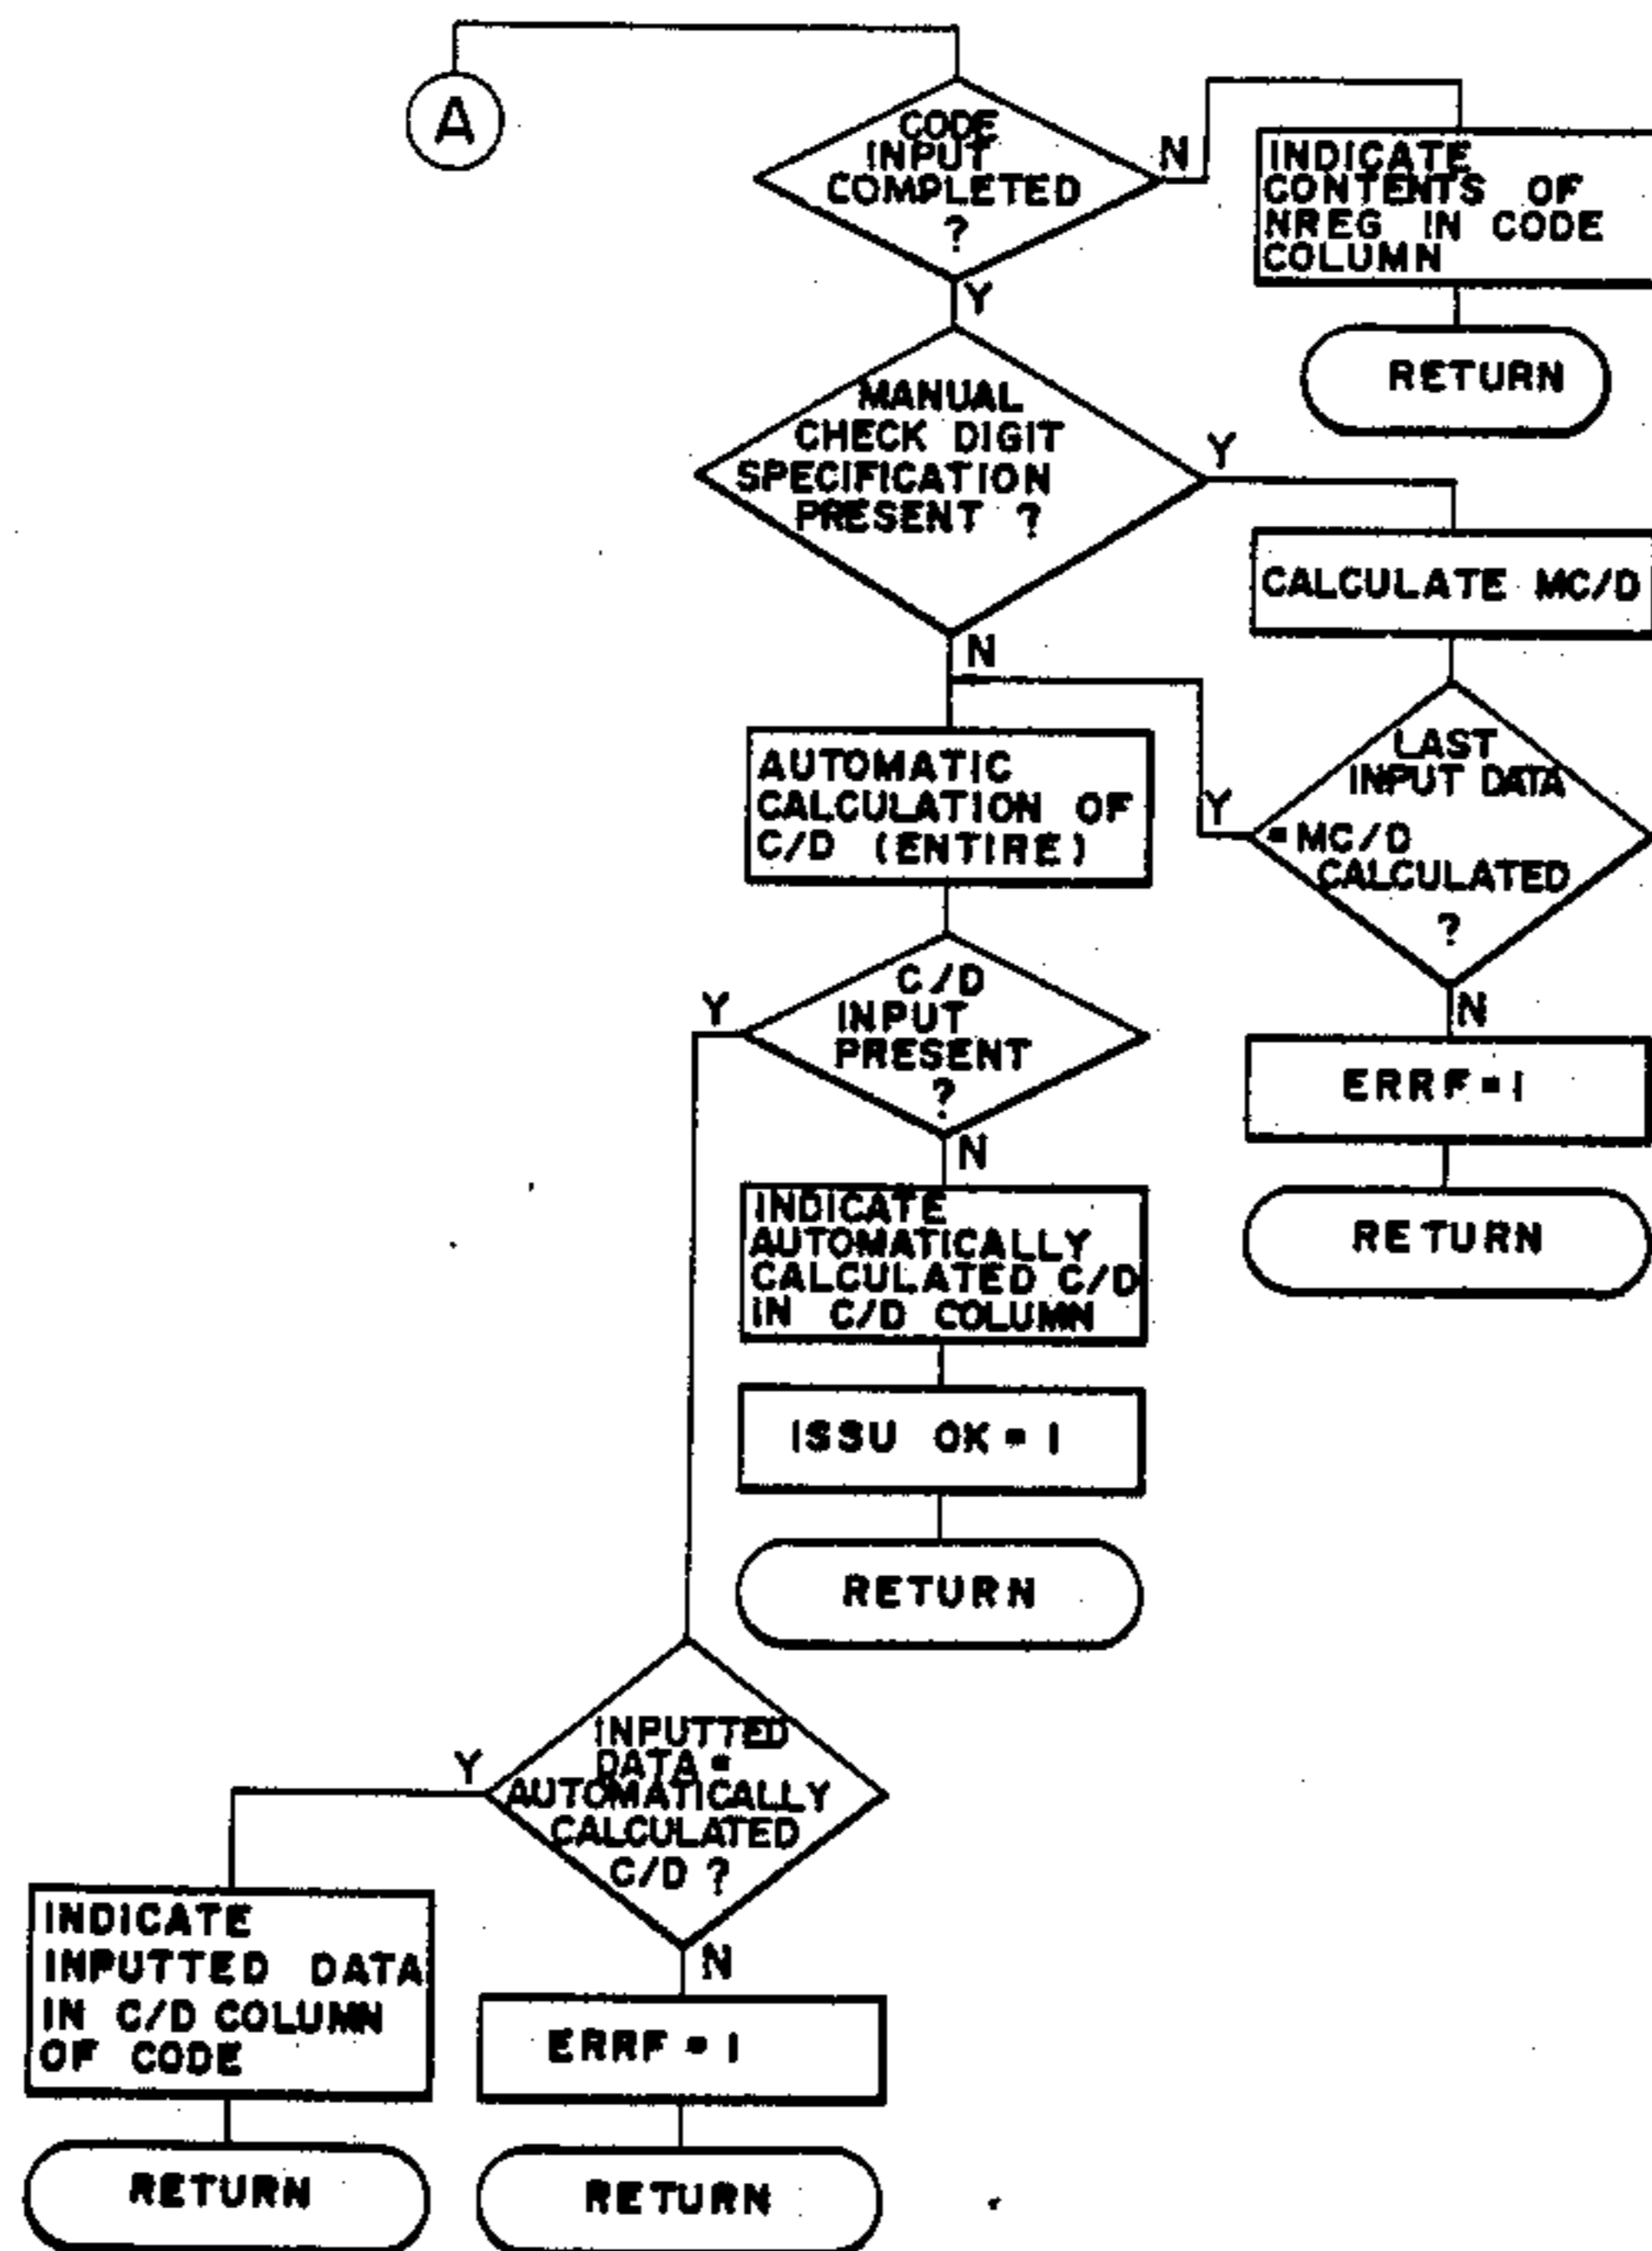 A
CODE
INPUT
COMPLETED
?
N
INDICATE
CONTENTS OF
NREG IN CODE
COLUMN
RETURN
Y
MANUAL
CHECK DIGIT
SPECIFICATION
PRESENT ?
Y
CALCULATE MC/D
N
LAST
INPUT DATA
=MC/D
CALCULATED
?
Y
N
ERRF=1
RETURN
AUTOMATIC
CALCULATION OF
C/D (ENTIRE)
C/D
INPUT
PRESENT
?
Y
N
INDICATE
AUTOMATICALLY
CALCULATED C/D
IN C/D COLUMN
ISSU OK=1
RETURN
INPUTTED
DATA=
AUTOMATICALLY
CALCULATED
C/D ?
Y
N
INDICATE
INPUTTED DATA
IN C/D COLUMN
OF CODE
RETURN
ERRF=1
RETURN